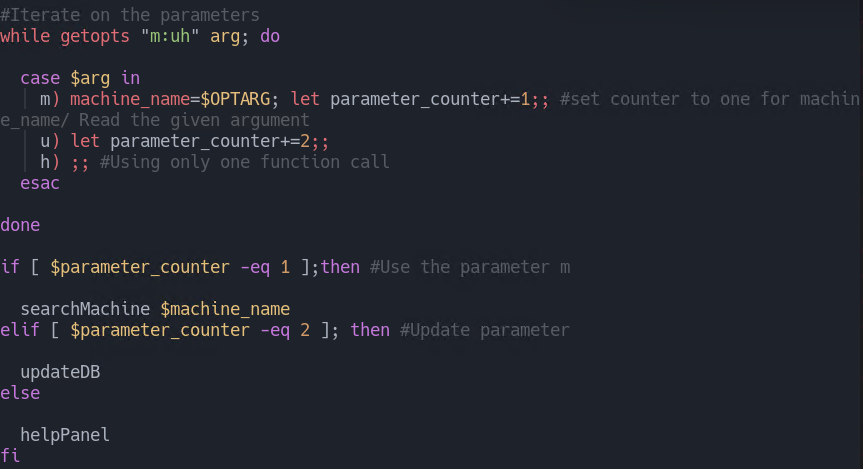 #Iterate on the parameters
while getopts "m:uh" arg; do
case $arg in
m) machine_name=$OPTARG; let parameter_counter+=1;; #set counter to one for machin
e_name/ Read the given argument
u) let parameter_counter+=2;;
h) ;; #Using only one function call
esac
done
if [ $parameter_counter -eq 1 ];then #Use the parameter m
searchMachine $machine_name
elif [ $parameter_counter -eq 2 ]; then #Update parameter
updateDB
else
helpPanel
fi